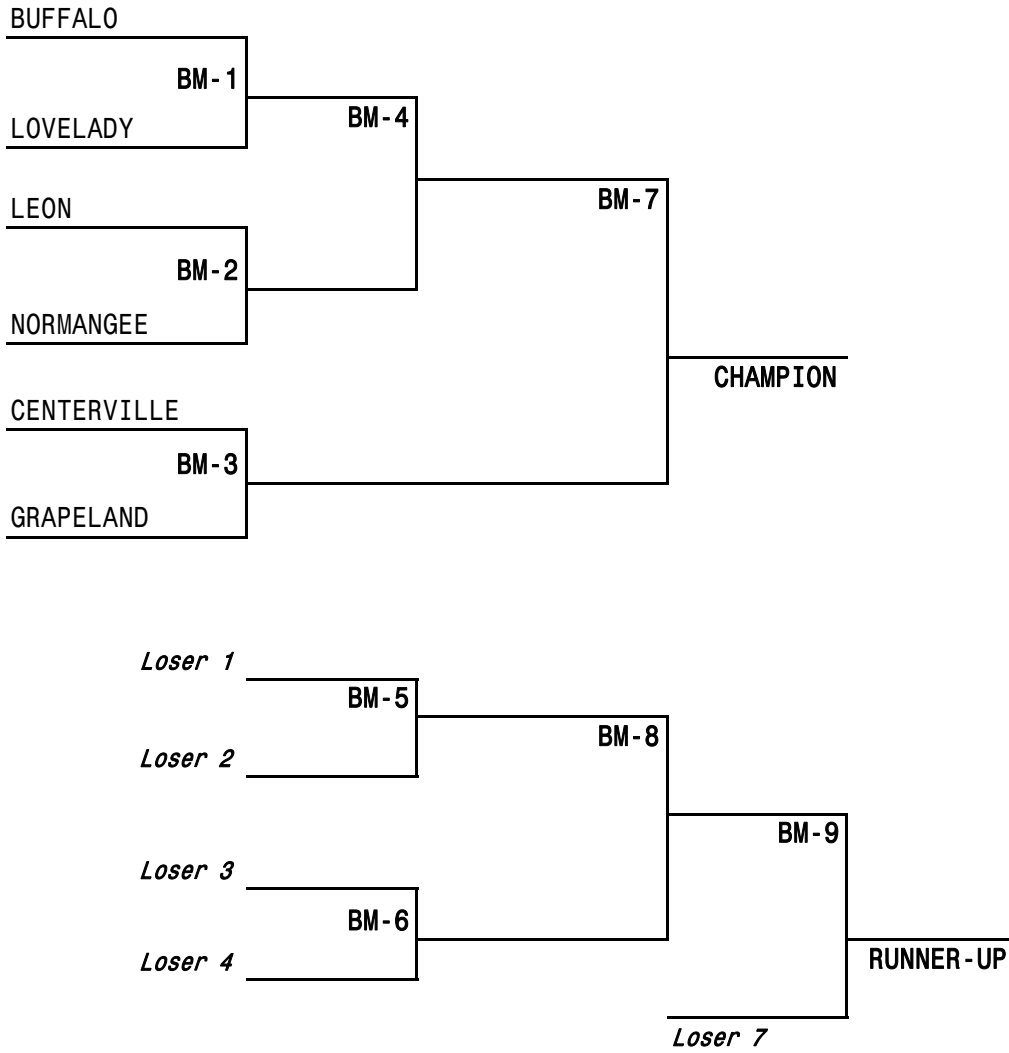 BUFFALO
BM-1
BM-4
LOVELADY
BM-7
LEON
BM-2
NORMANGEE
CHAMPION
CENTERVILLE
BM-3
GRAPELAND
Loser 1
BM-5
BM-8
Loser 2
BM-9
Loser 3
BM-6
RUNNER-UP
Loser 4
Loser 7